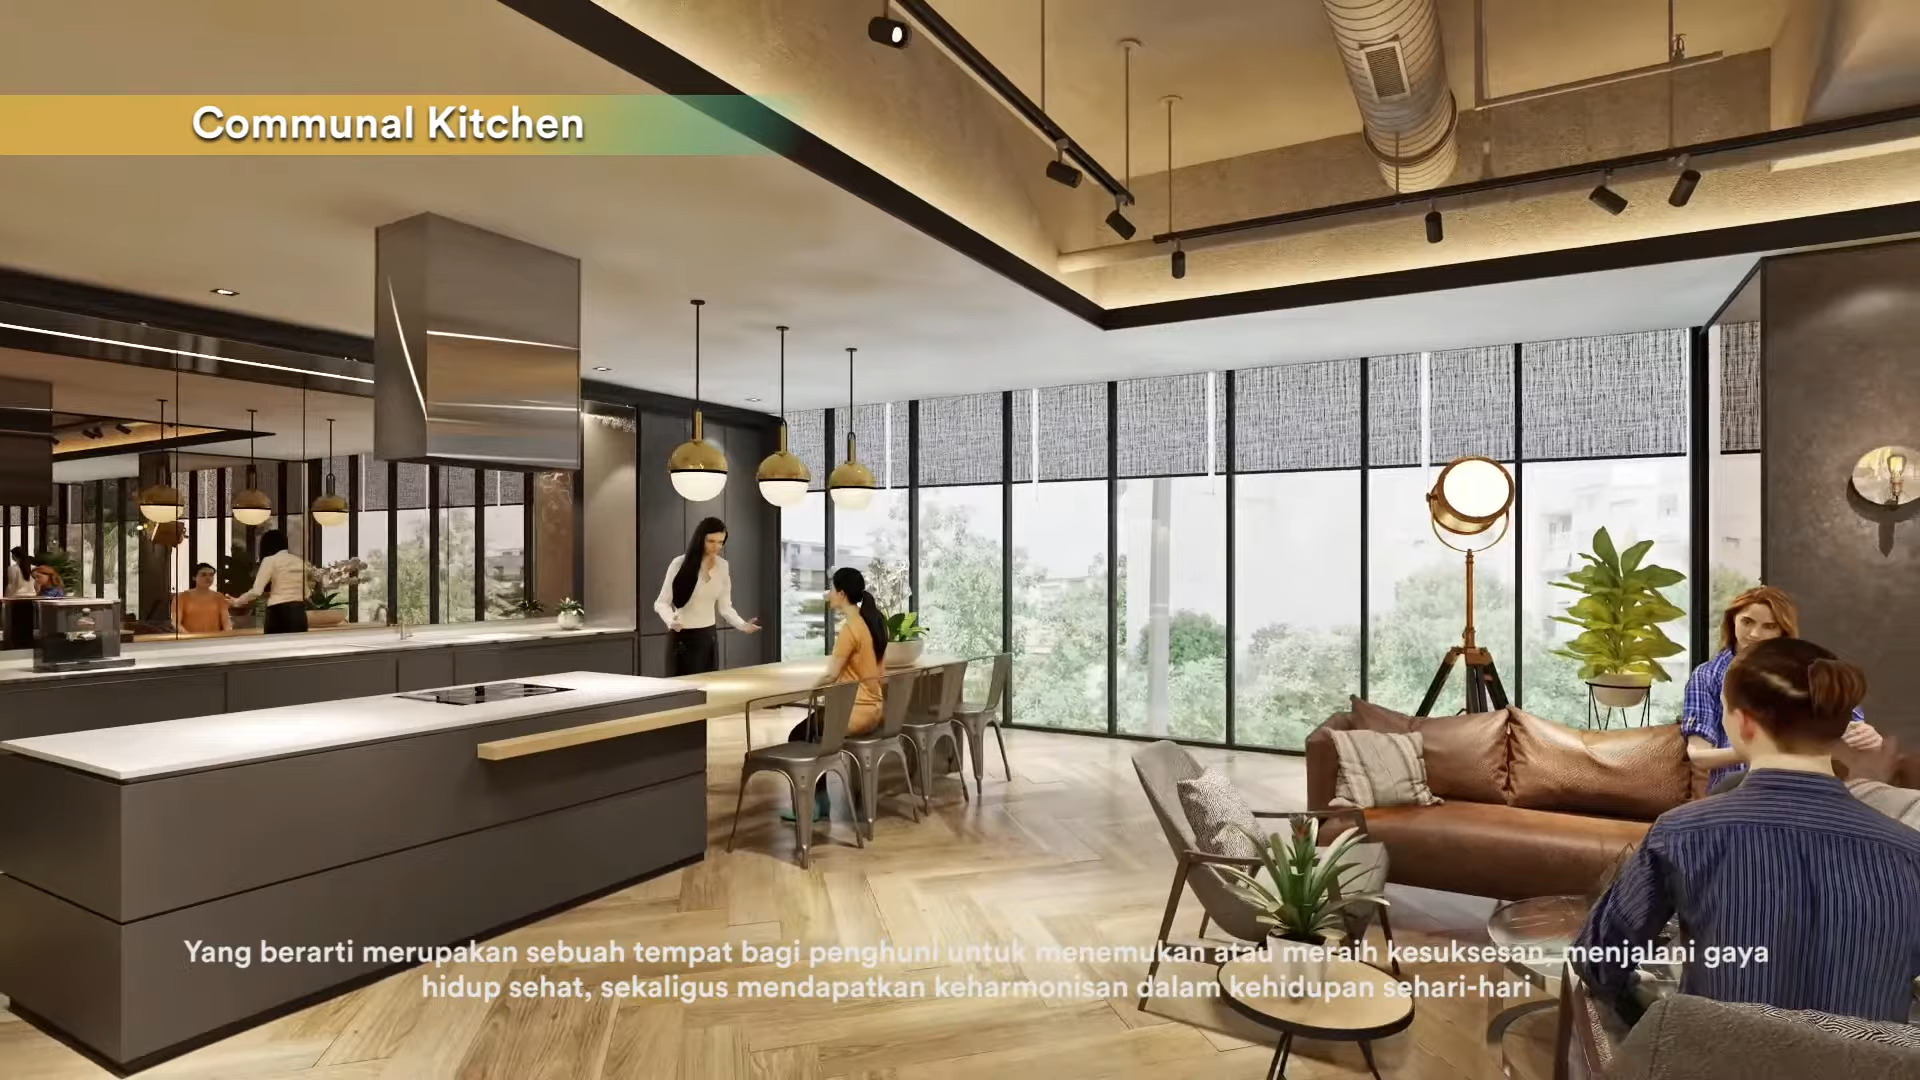 Communal Kitchen
Yang berarti merupakan sebuah tempat bagi penghuni untuk menemukan atau meraih kesuksesan, menjalani gaya
hidup sehat, sekaligus mendapatkan keharmonisan dalam kehidupan sehari-hari